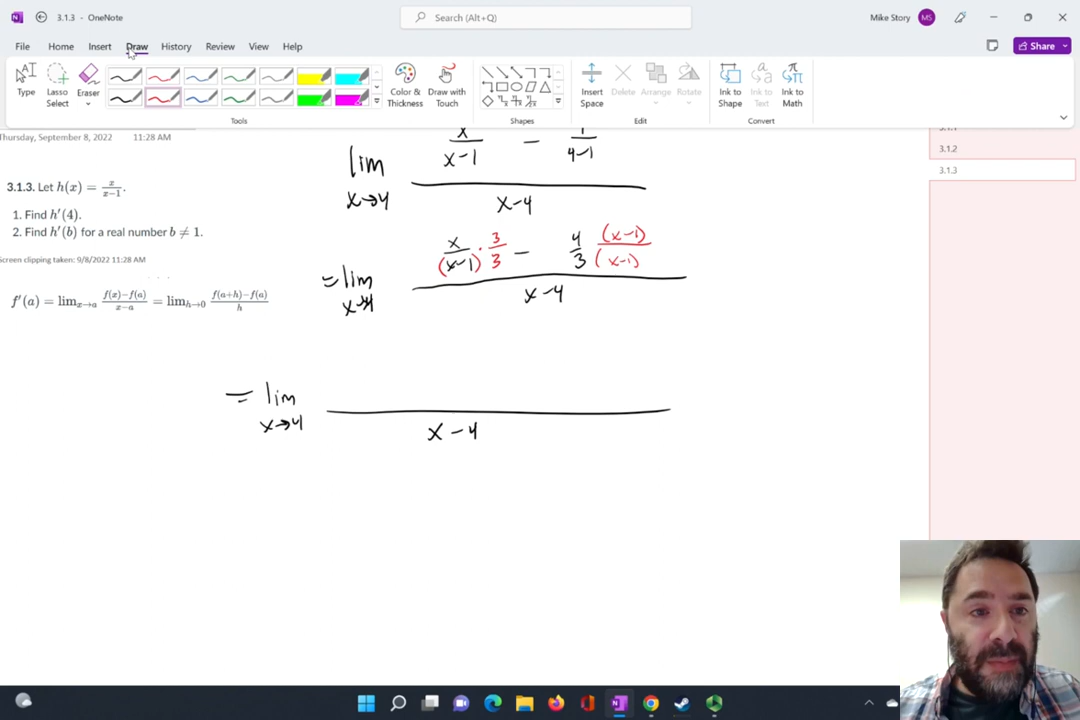 3.1.3 - OneNote
Search (Alt+Q)
Mike Story MS
File Home Insert Draw History Review View Help
Share
Type Lasso Select Eraser
Color & Thickness Draw with Touch
Insert Space Delete Arrange Rotate
Ink to Shape Ink to Text Ink to Math
Tools Shapes Edit Convert
Thursday, September 8, 2022 11:28 AM
3.1.3. Let h(x) = x/(x−1).
1. Find h′(4).
2. Find h′(b) for a real number b ≠ 1.
Screen clipping taken: 9/8/2022 11:28 AM
f′(a) = lim_{x→a} (f(x)−f(a))/(x−a) = lim_{h→0} (f(a+h)−f(a))/h
lim x→4 (x/(x−1) − /(4−1))/(x−4)
= lim x→4 (x/(x−1) · 3/3 − 4/3 (x−1)/(x−1))/(x−4)
= lim x→4 /(x−4)
3.1.2
3.1.3